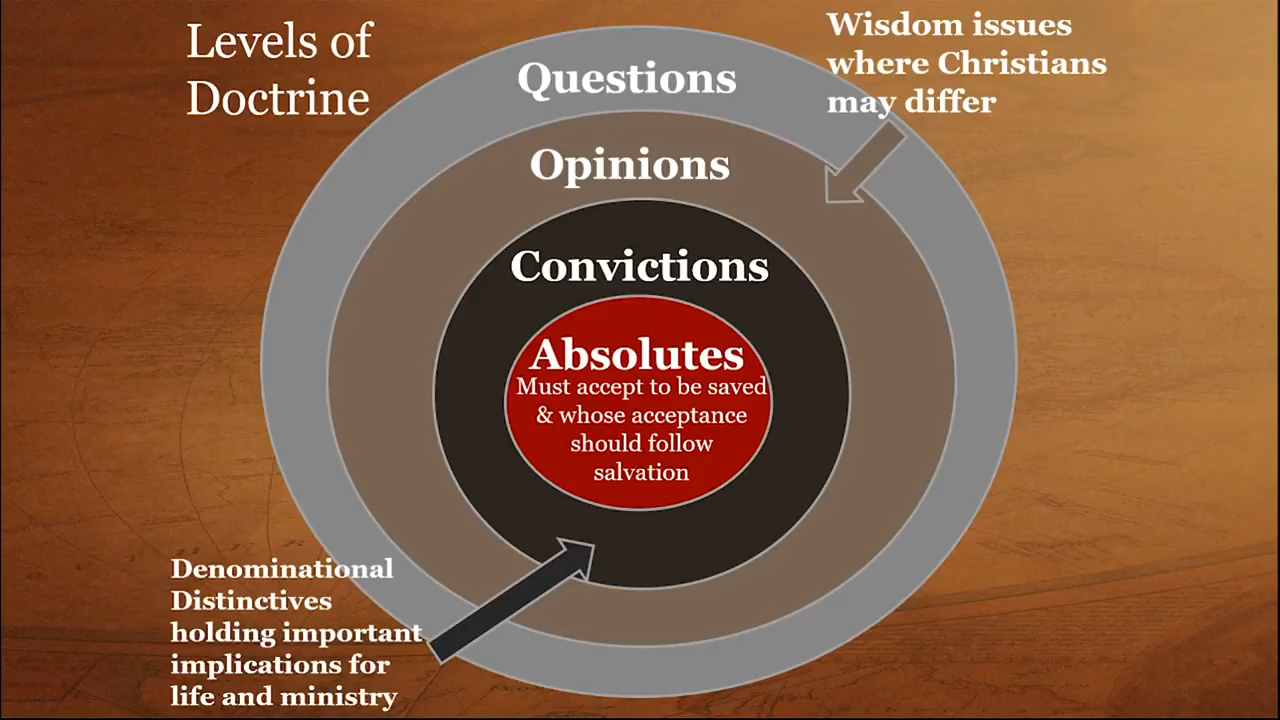 Levels of
Doctrine
Questions
Wisdom issues
where Christians
may differ
Opinions
Convictions
Absolutes
Must accept to be saved
& whose acceptance
should follow
salvation
Denominational
Distinctives
holding important
implications for
life and ministry